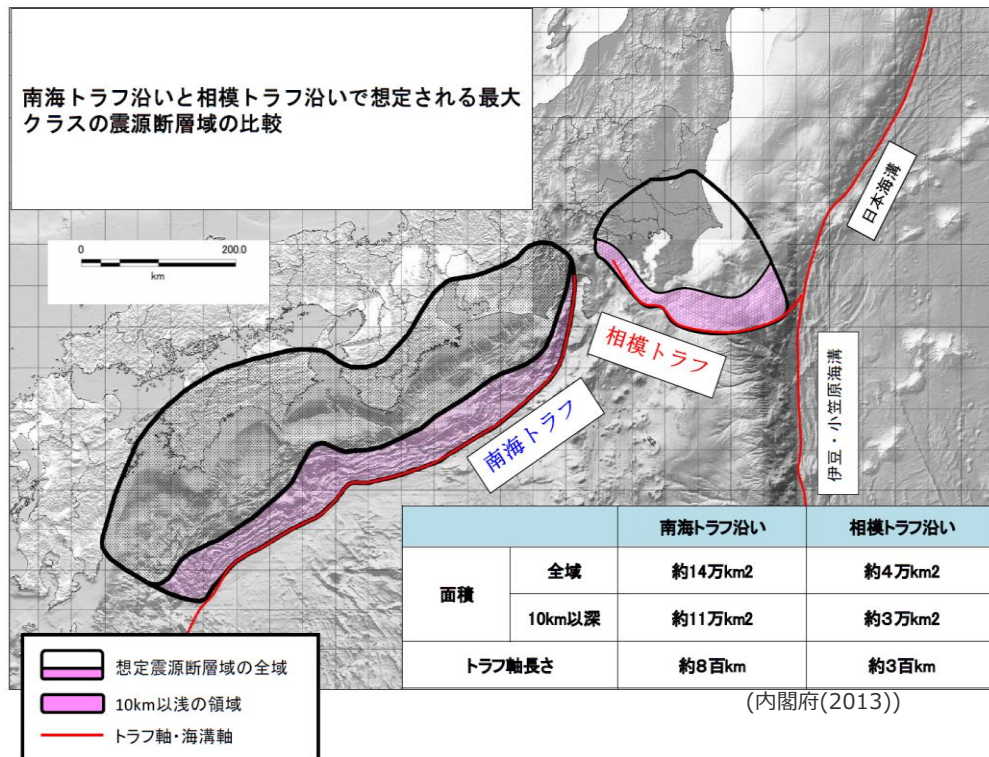 南海トラフ沿いと相模トラフ沿いで想定される最大
クラスの震源断層域の比較
0 200.0
km
日本海溝
相模トラフ
南海トラフ
伊豆・小笠原海溝
南海トラフ沿い 相模トラフ沿い
面積 全域 約14万km2 約4万km2
10km以深 約11万km2 約3万km2
トラフ軸長さ 約8百km 約3百km
想定震源断層域の全域
10km以浅の領域
トラフ軸・海溝軸
(内閣府(2013))